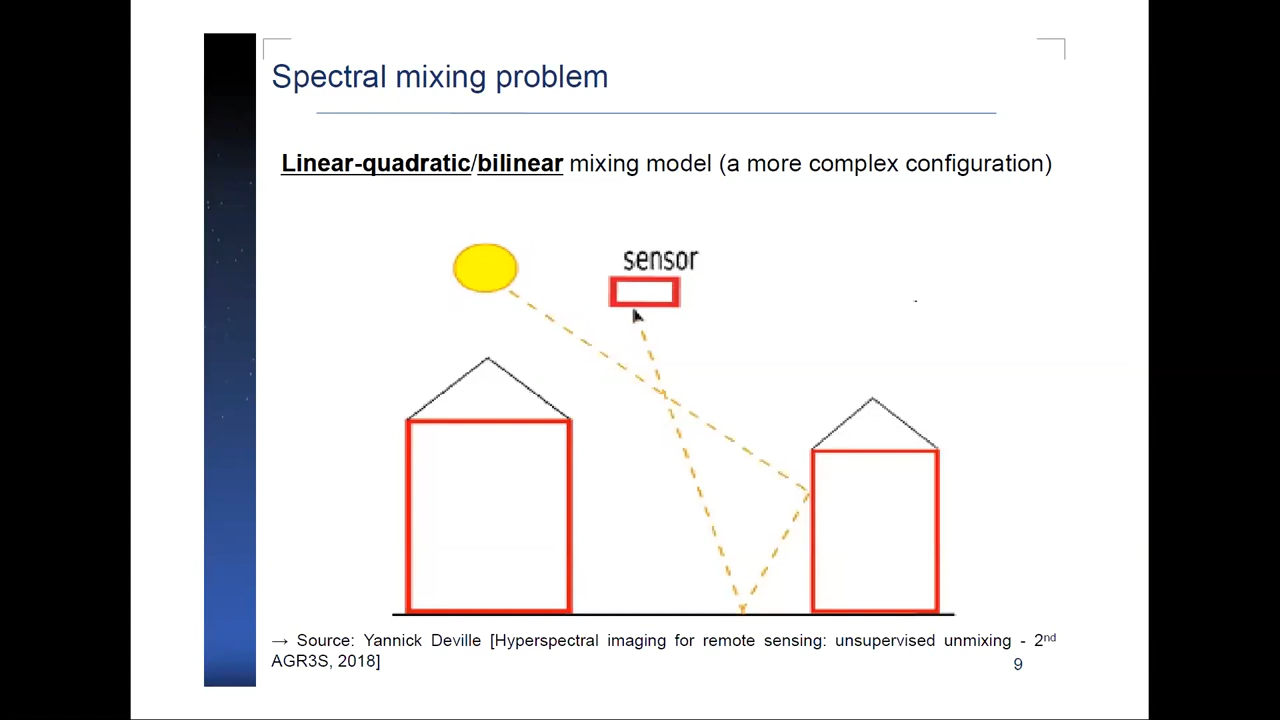 Spectral mixing problem
Linear-quadratic/bilinear mixing model (a more complex configuration)
sensor
→ Source: Yannick Deville [Hyperspectral imaging for remote sensing: unsupervised unmixing - 2nd
AGR3S, 2018]
9